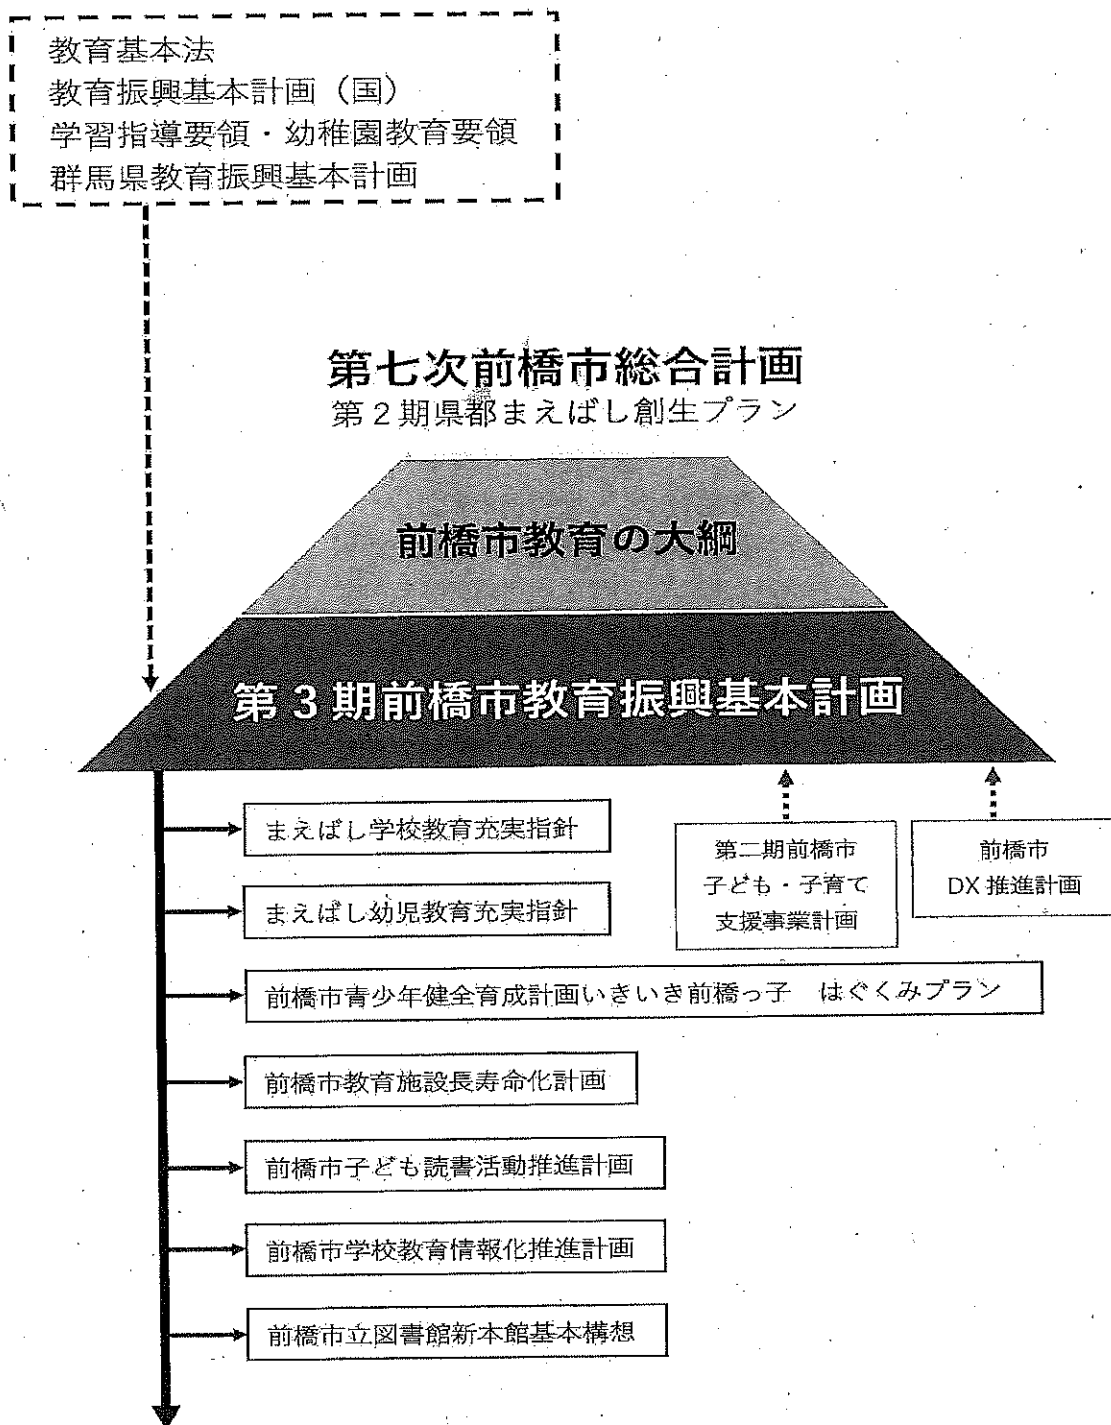 教育基本法
教育振興基本計画（国）
学習指導要領・幼稚園教育要領
群馬県教育振興基本計画
第七次前橋市総合計画
第２期県都まえばし創生プラン
前橋市教育の大綱
第３期前橋市教育振興基本計画
まえばし学校教育充実指針
まえばし幼児教育充実指針
前橋市青少年健全育成計画いきいき前橋っ子　はぐくみプラン
前橋市教育施設長寿命化計画
前橋市子ども読書活動推進計画
前橋市学校教育情報化推進計画
前橋市立図書館新本館基本構想
第二期前橋市
子ども・子育て
支援事業計画
前橋市
DX 推進計画